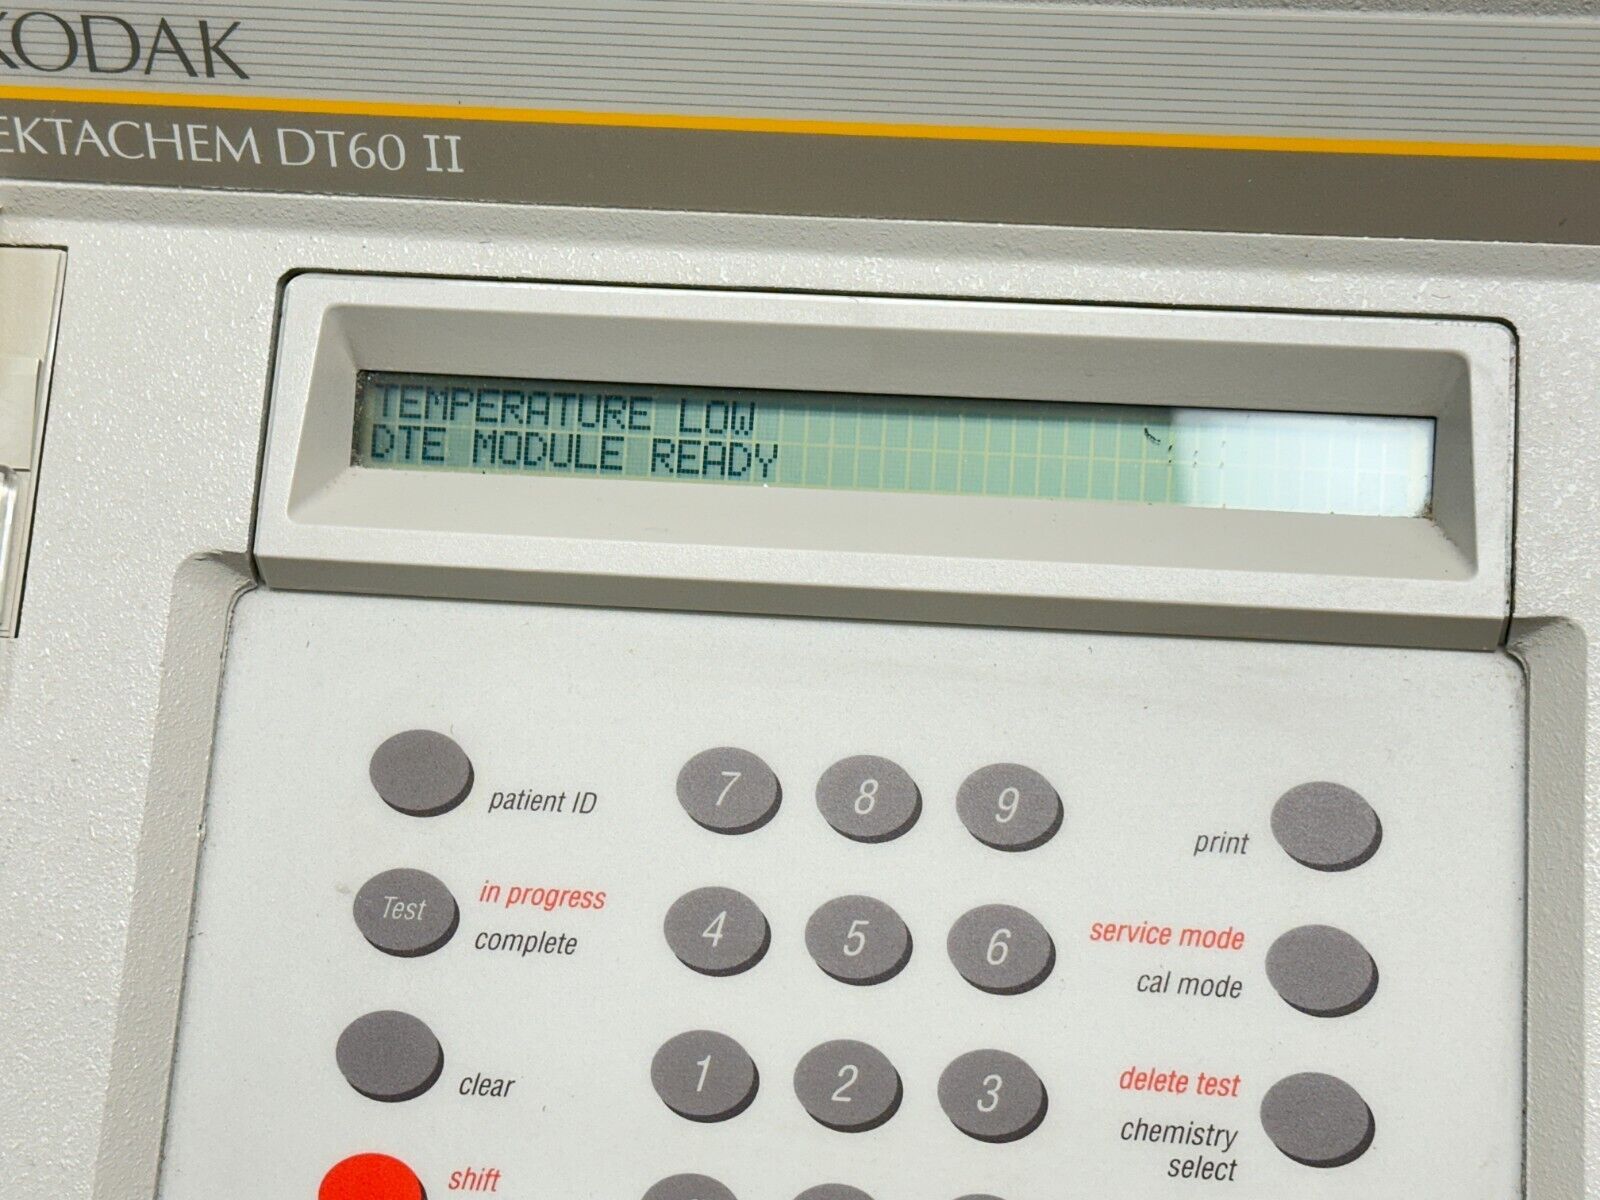 KODAK
EKTACHEM DT60 II
TEMPERATURE LOW
DTE MODULE READY
patient ID
7 8 9
print
Test
in progress
complete
4 5 6
service mode
cal mode
clear
1 2 3
delete test
chemistry
select
shift